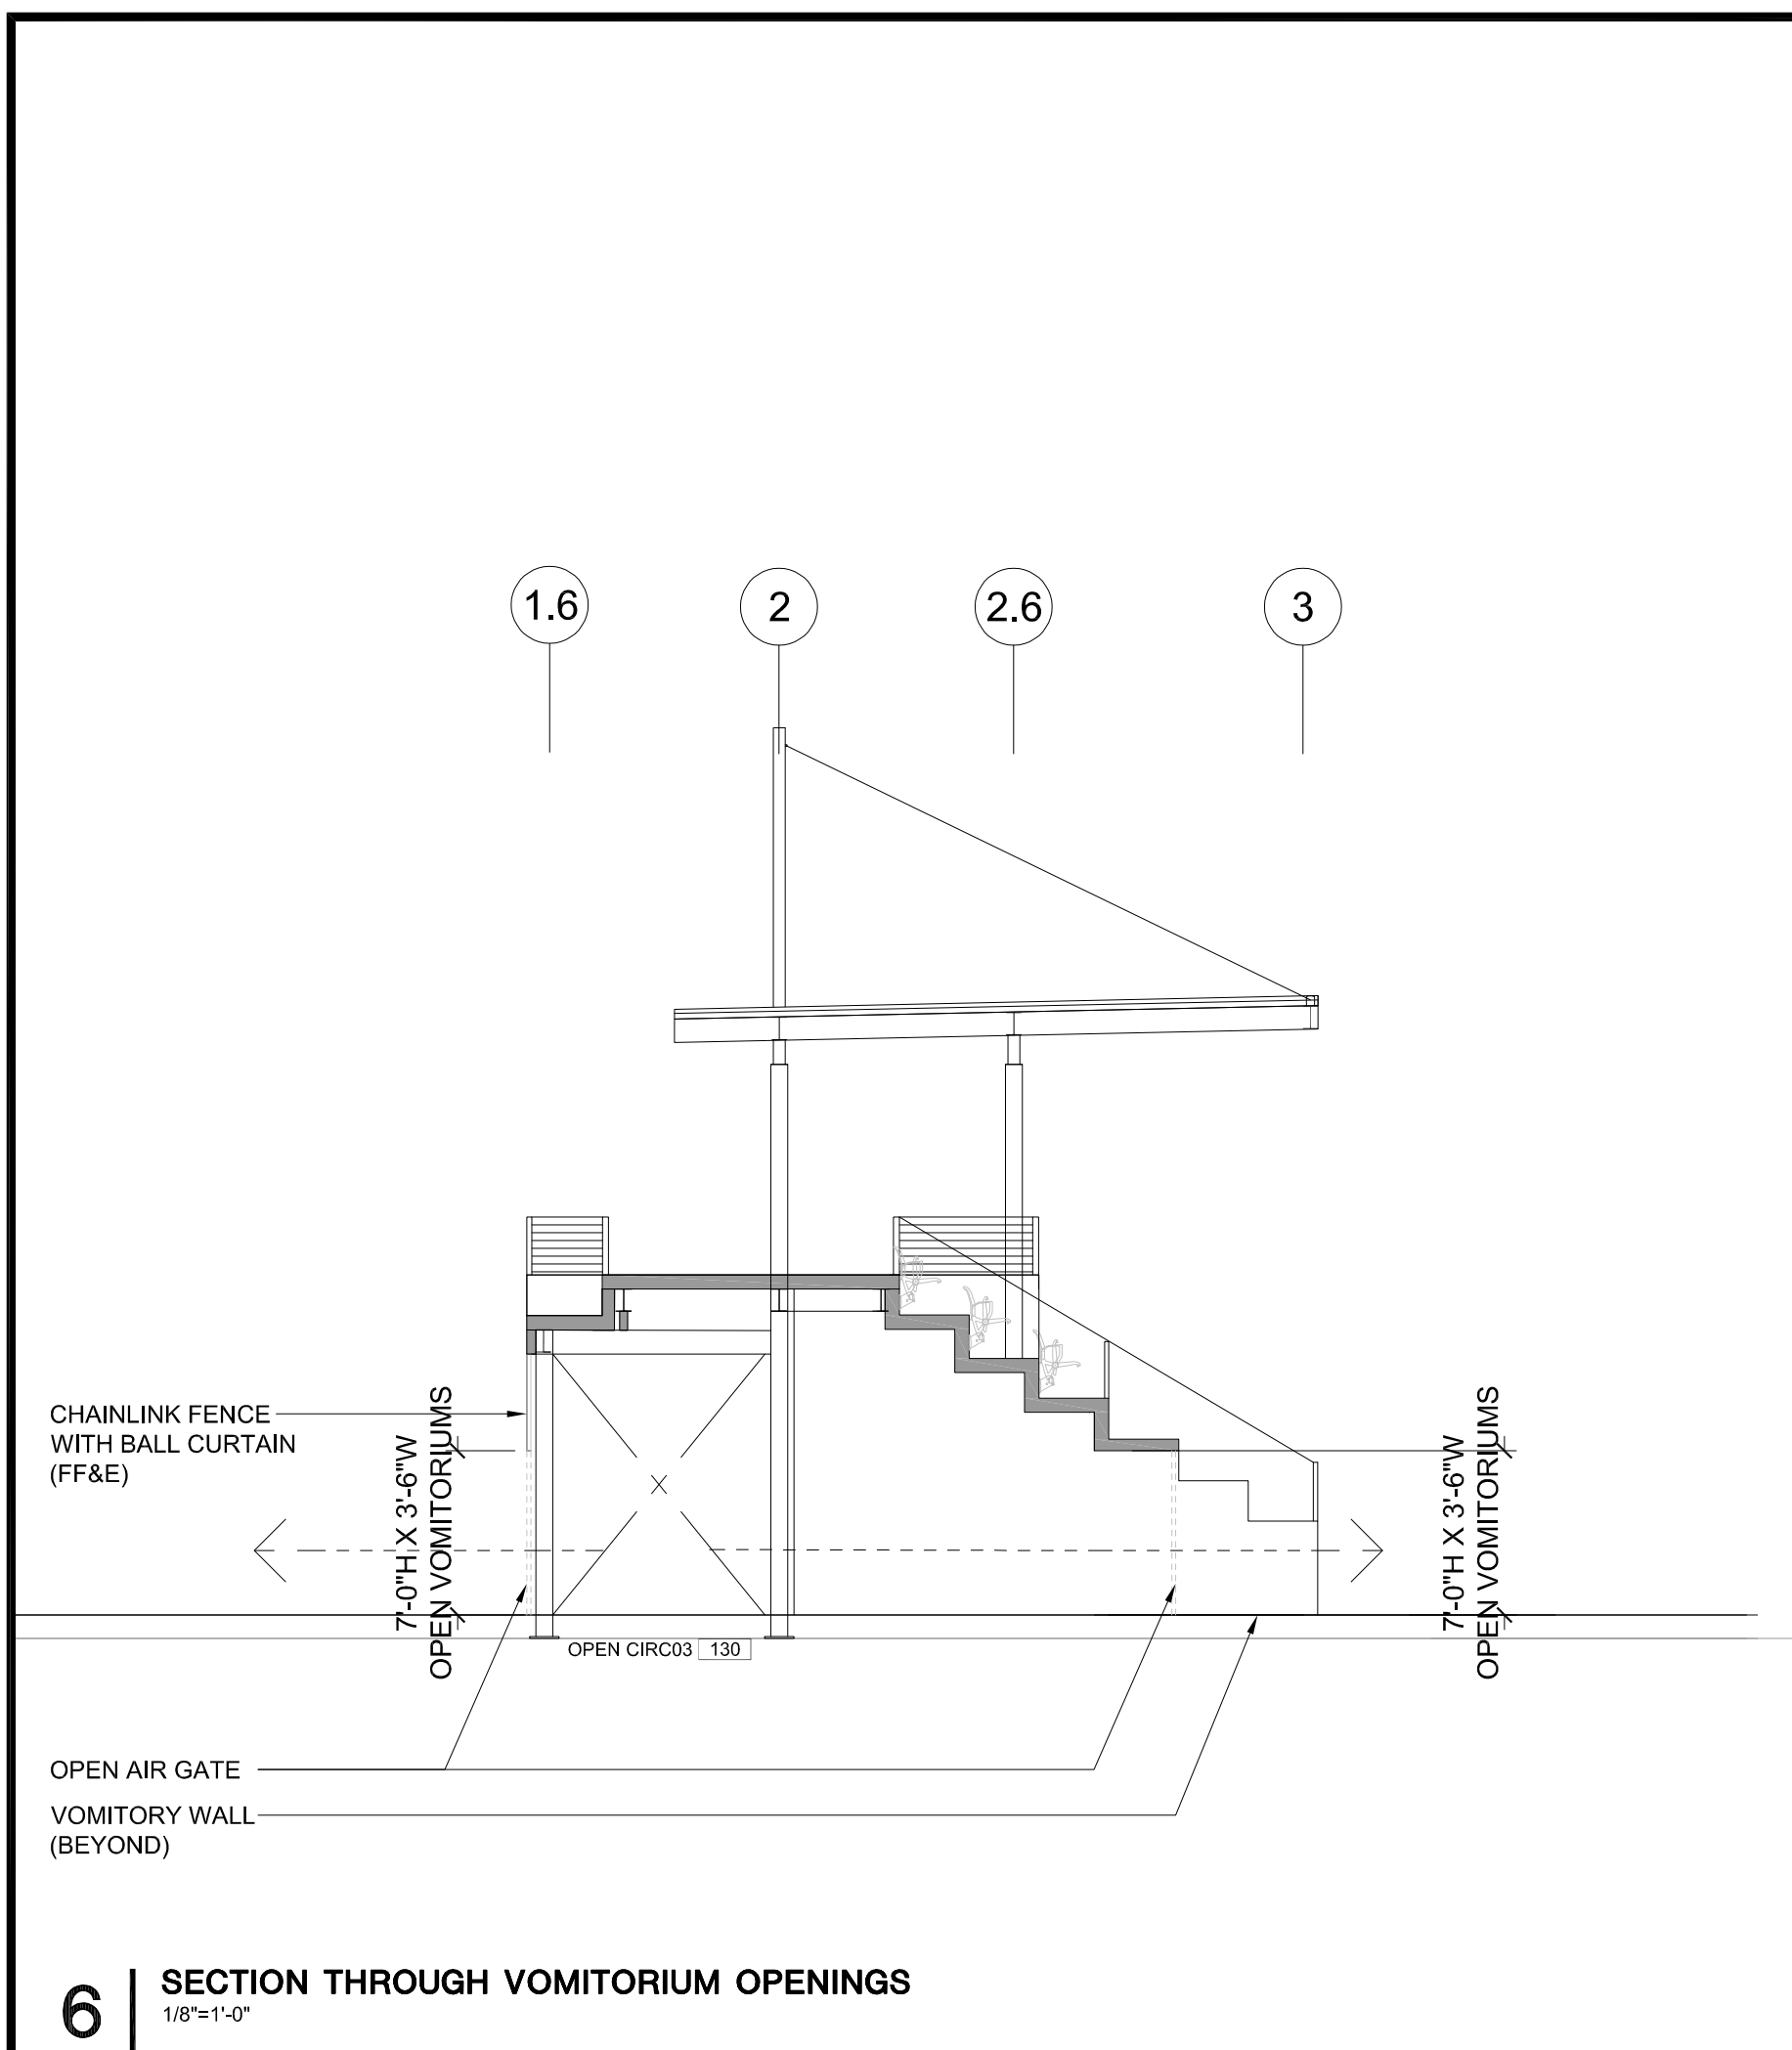 1.6
2
2.6
3
CHAINLINK FENCE
WITH BALL CURTAIN
(FF&E)
7'-0"H X 3'-6"W
OPEN VOMITORIUMS
7'-0"H X 3'-6"W
OPEN VOMITORIUMS
OPEN CIRC03 130
OPEN AIR GATE
VOMITORY WALL
(BEYOND)
6
SECTION THROUGH VOMITORIUM OPENINGS
1/8"=1'-0"